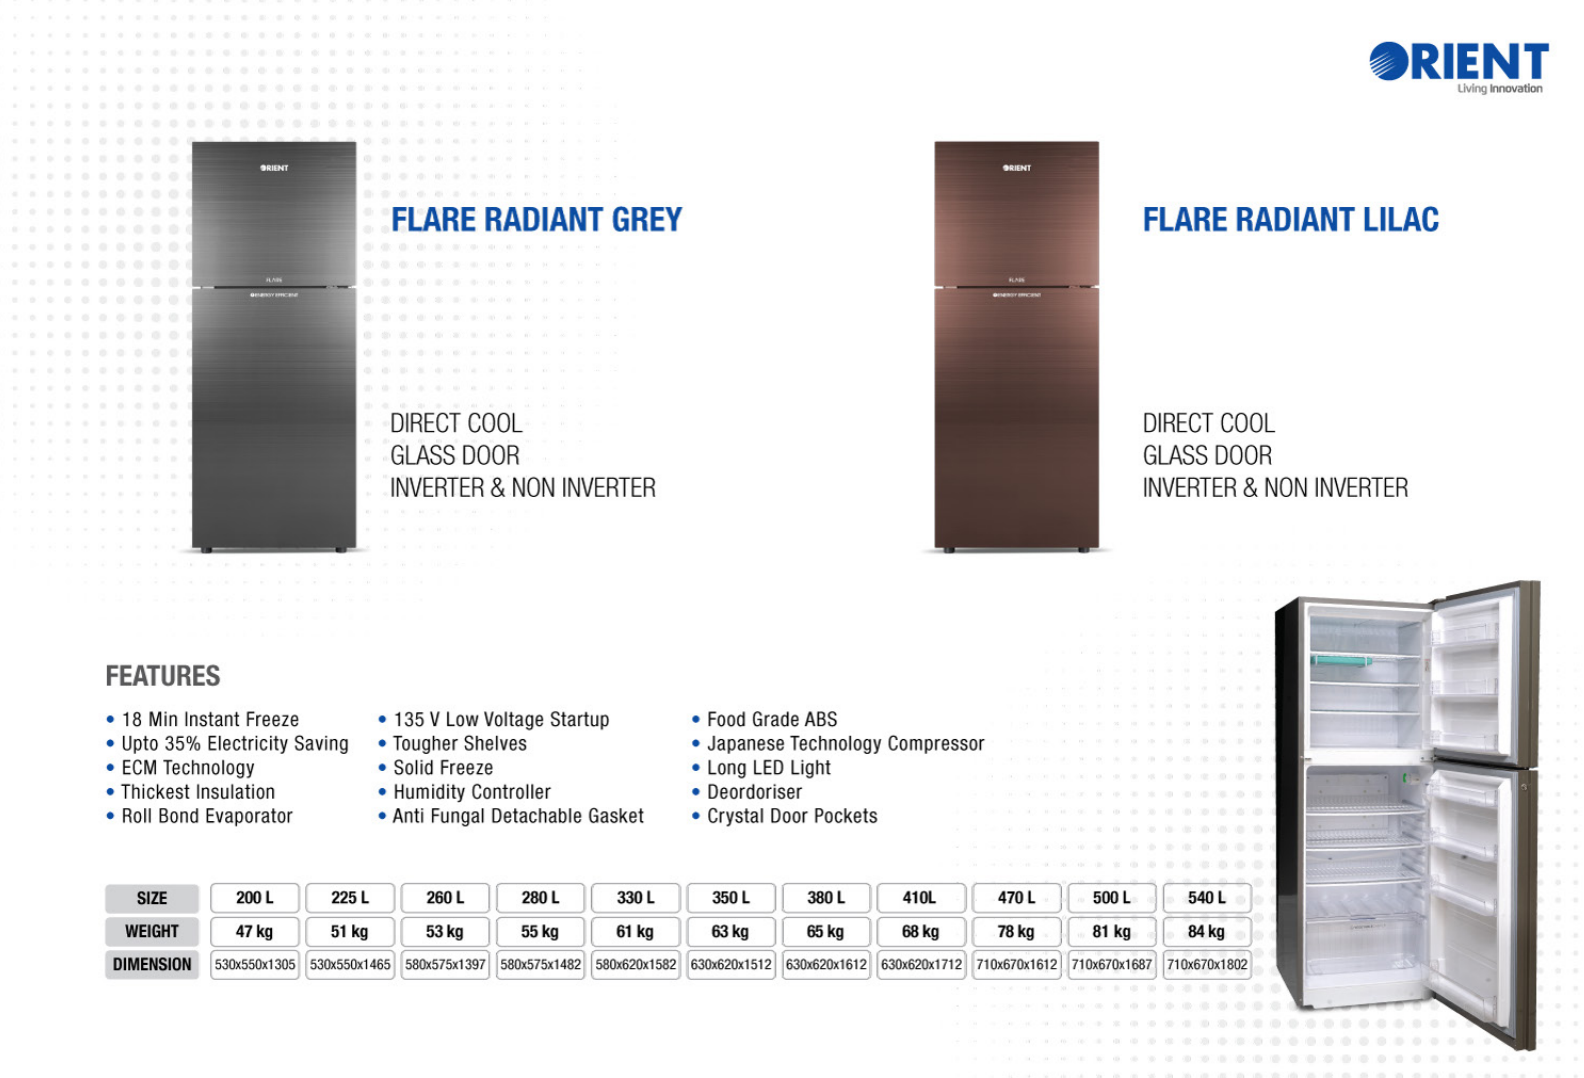 ORIENT
Living Innovation
ORIENT
FLARE
ENERGY EFFICIENT
FLARE RADIANT GREY
DIRECT COOL
GLASS DOOR
INVERTER & NON INVERTER
ORIENT
FLARE
ENERGY EFFICIENT
FLARE RADIANT LILAC
DIRECT COOL
GLASS DOOR
INVERTER & NON INVERTER
FEATURES
• 18 Min Instant Freeze
• Upto 35% Electricity Saving
• ECM Technology
• Thickest Insulation
• Roll Bond Evaporator
• 135 V Low Voltage Startup
• Tougher Shelves
• Solid Freeze
• Humidity Controller
• Anti Fungal Detachable Gasket
• Food Grade ABS
• Japanese Technology Compressor
• Long LED Light
• Deordoriser
• Crystal Door Pockets
SIZE 200 L 225 L 260 L 280 L 330 L 350 L 380 L 410L 470 L 500 L 540 L
WEIGHT 47 kg 51 kg 53 kg 55 kg 61 kg 63 kg 65 kg 68 kg 78 kg 81 kg 84 kg
DIMENSION 530x550x1305 530x550x1465 580x575x1397 580x575x1482 580x620x1582 630x620x1512 630x620x1612 630x620x1712 710x670x1612 710x670x1687 710x670x1802